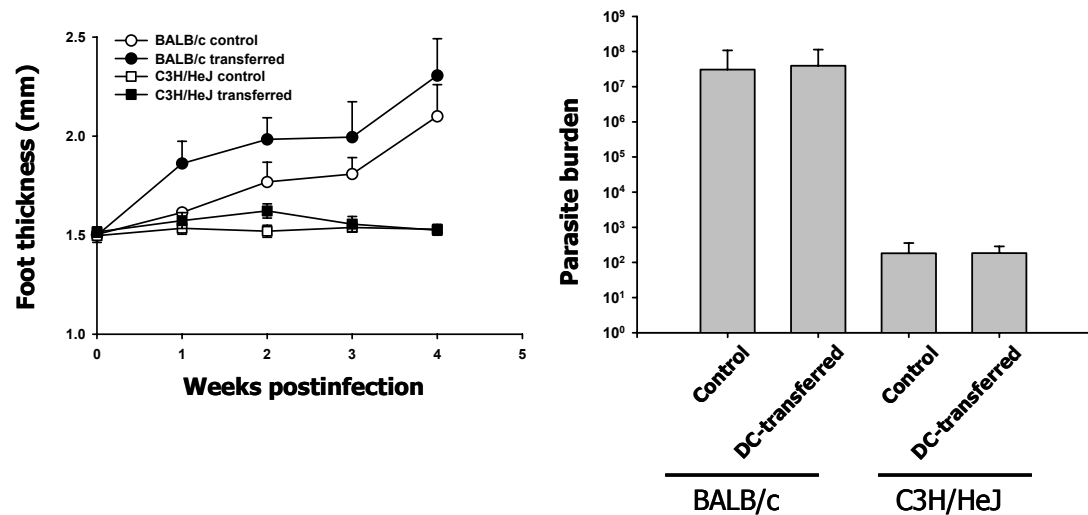 Foot thickness (mm)
2.5
2.0
1.5
1.0
BALB/c control
BALB/c transferred
C3H/HeJ control
C3H/HeJ transferred
0 1 2 3 4 5
Weeks postinfection
Parasite burden
10⁹
10⁸
10⁷
10⁶
10⁵
10⁴
10³
10²
10¹
10⁰
Control
DC-transferred
Control
DC-transferred
BALB/c C3H/HeJ